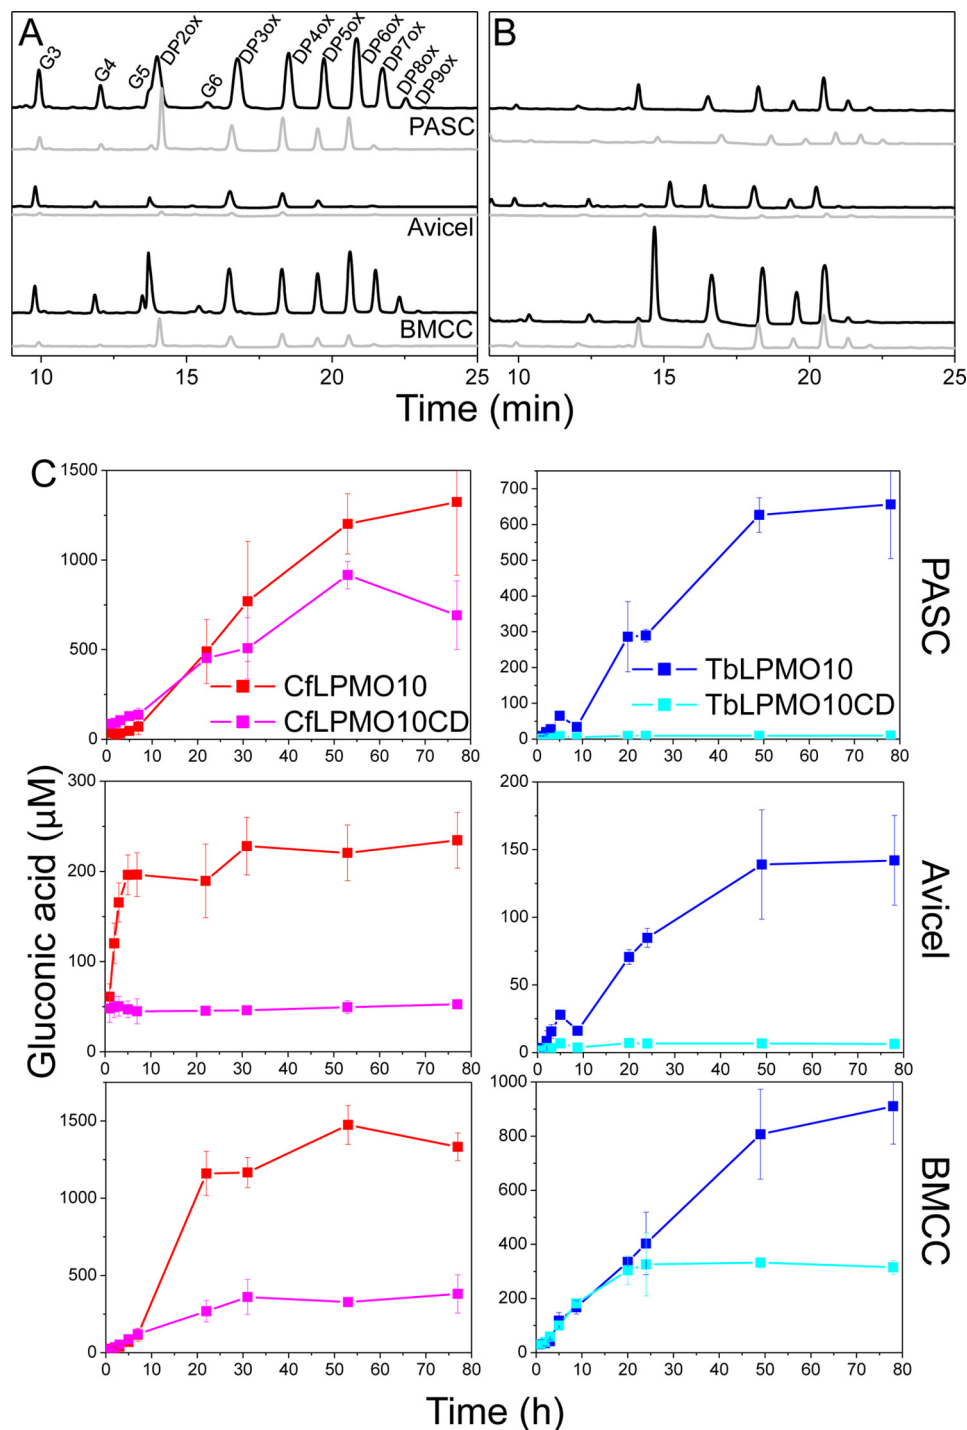 A
G3
G4
G5
DP2ox
G6
DP3ox
DP4ox
DP5ox
DP6ox
DP7ox
DP8ox
DP9ox
PASC
Avicel
BMCC
B
10 15 20 25
10 15 20 25
Time (min)
C
1500
1000
500
0
0 10 20 30 40 50 60 70 80
CfLPMO10
CfLPMO10CD
700
600
500
400
300
200
100
0
0 10 20 30 40 50 60 70 80
TbLPMO10
TbLPMO10CD
PASC
Gluconic acid (µM)
300
200
100
0
0 10 20 30 40 50 60 70 80
200
150
100
50
0
0 10 20 30 40 50 60 70 80
Avicel
1500
1000
500
0
0 10 20 30 40 50 60 70 80
1000
800
600
400
200
0
0 10 20 30 40 50 60 70 80
BMCC
Time (h)